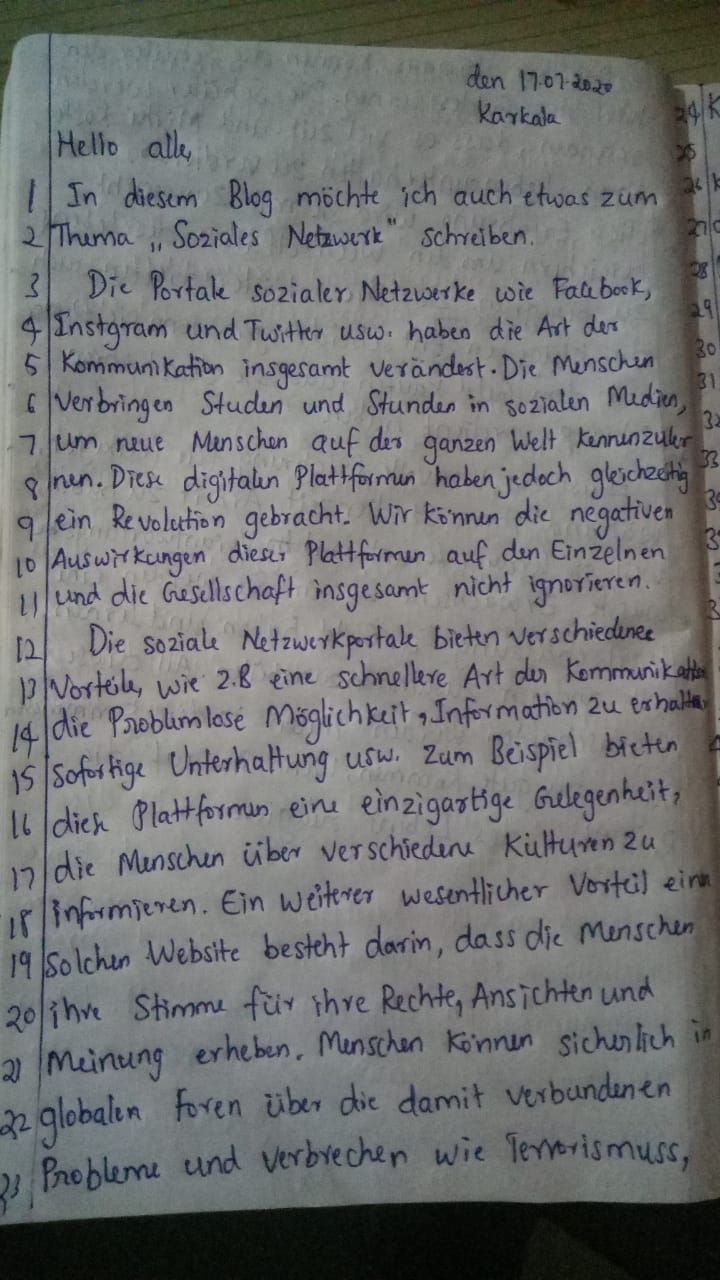 den 17.07.2020
Karkala
Hello alle,
1 In diesem Blog möchte ich auch etwas zum
2 Thema „Soziales Netzwerk" schreiben.
3 Die Portale sozialer Netzwerke wie Facebook,
4 Instgram und Twitter usw. haben die Art der
5 Kommunikation insgesamt verändert. Die Menschen
6 verbringen Studen und Stunden in sozialen Medien,
7 um neue Menschen auf der ganzen Welt kennenzuler
8 nen. Diese digitalen Plattformen haben jedoch gleichzeitig
9 ein Revolution gebracht. Wir können die negativen
10 Auswirkungen dieser Plattformen auf den Einzelnen
11 und die Gesellschaft insgesamt nicht ignorieren.
12 Die soziale Netzwerkportale bieten verschiedene
13 Vorteile, wie z.B eine schnellere Art der
14 die Problemlose Möglichkeit, Information zu
15 Sofortige Unterhaltung usw. Zum Beispiel bieten
16 diese Plattformen eine einzigartige Gelegenheit,
17 die Menschen über verschiedene Kulturen zu
18 informieren. Ein weiterer wesentlicher Vorteil
19 Solchen Website besteht darin, dass die Menschen
20 ihre Stimme für ihre Rechte, Ansichten und
21 Meinung erheben. Menschen können sicherlich in
22 globalen Foren über die damit verbundenen
23 Probleme und verbrechen wie Terrorismuss,
24 K
25
26
27
28
29
30
31
32
33